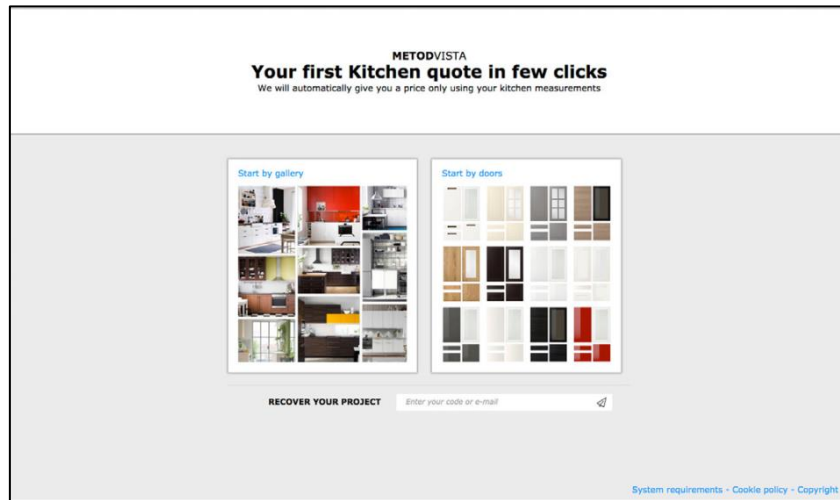 METODVISTA
Your first Kitchen quote in few clicks
We will automatically give you a price only using your kitchen measurements
Start by gallery
Start by doors
RECOVER YOUR PROJECT
Enter your code or e-mail
System requirements - Cookie policy - Copyright